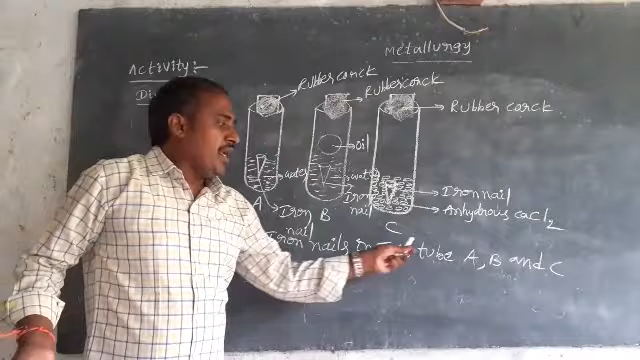 Metallurgy
Activity:-
Rubber corck
Rubber corck
Rubber corck
oil
water
water
Iron nail
Iron nail
Iron nail
Anhydrous CaCl2
A
B
C
Iron nails in tube A, B and C